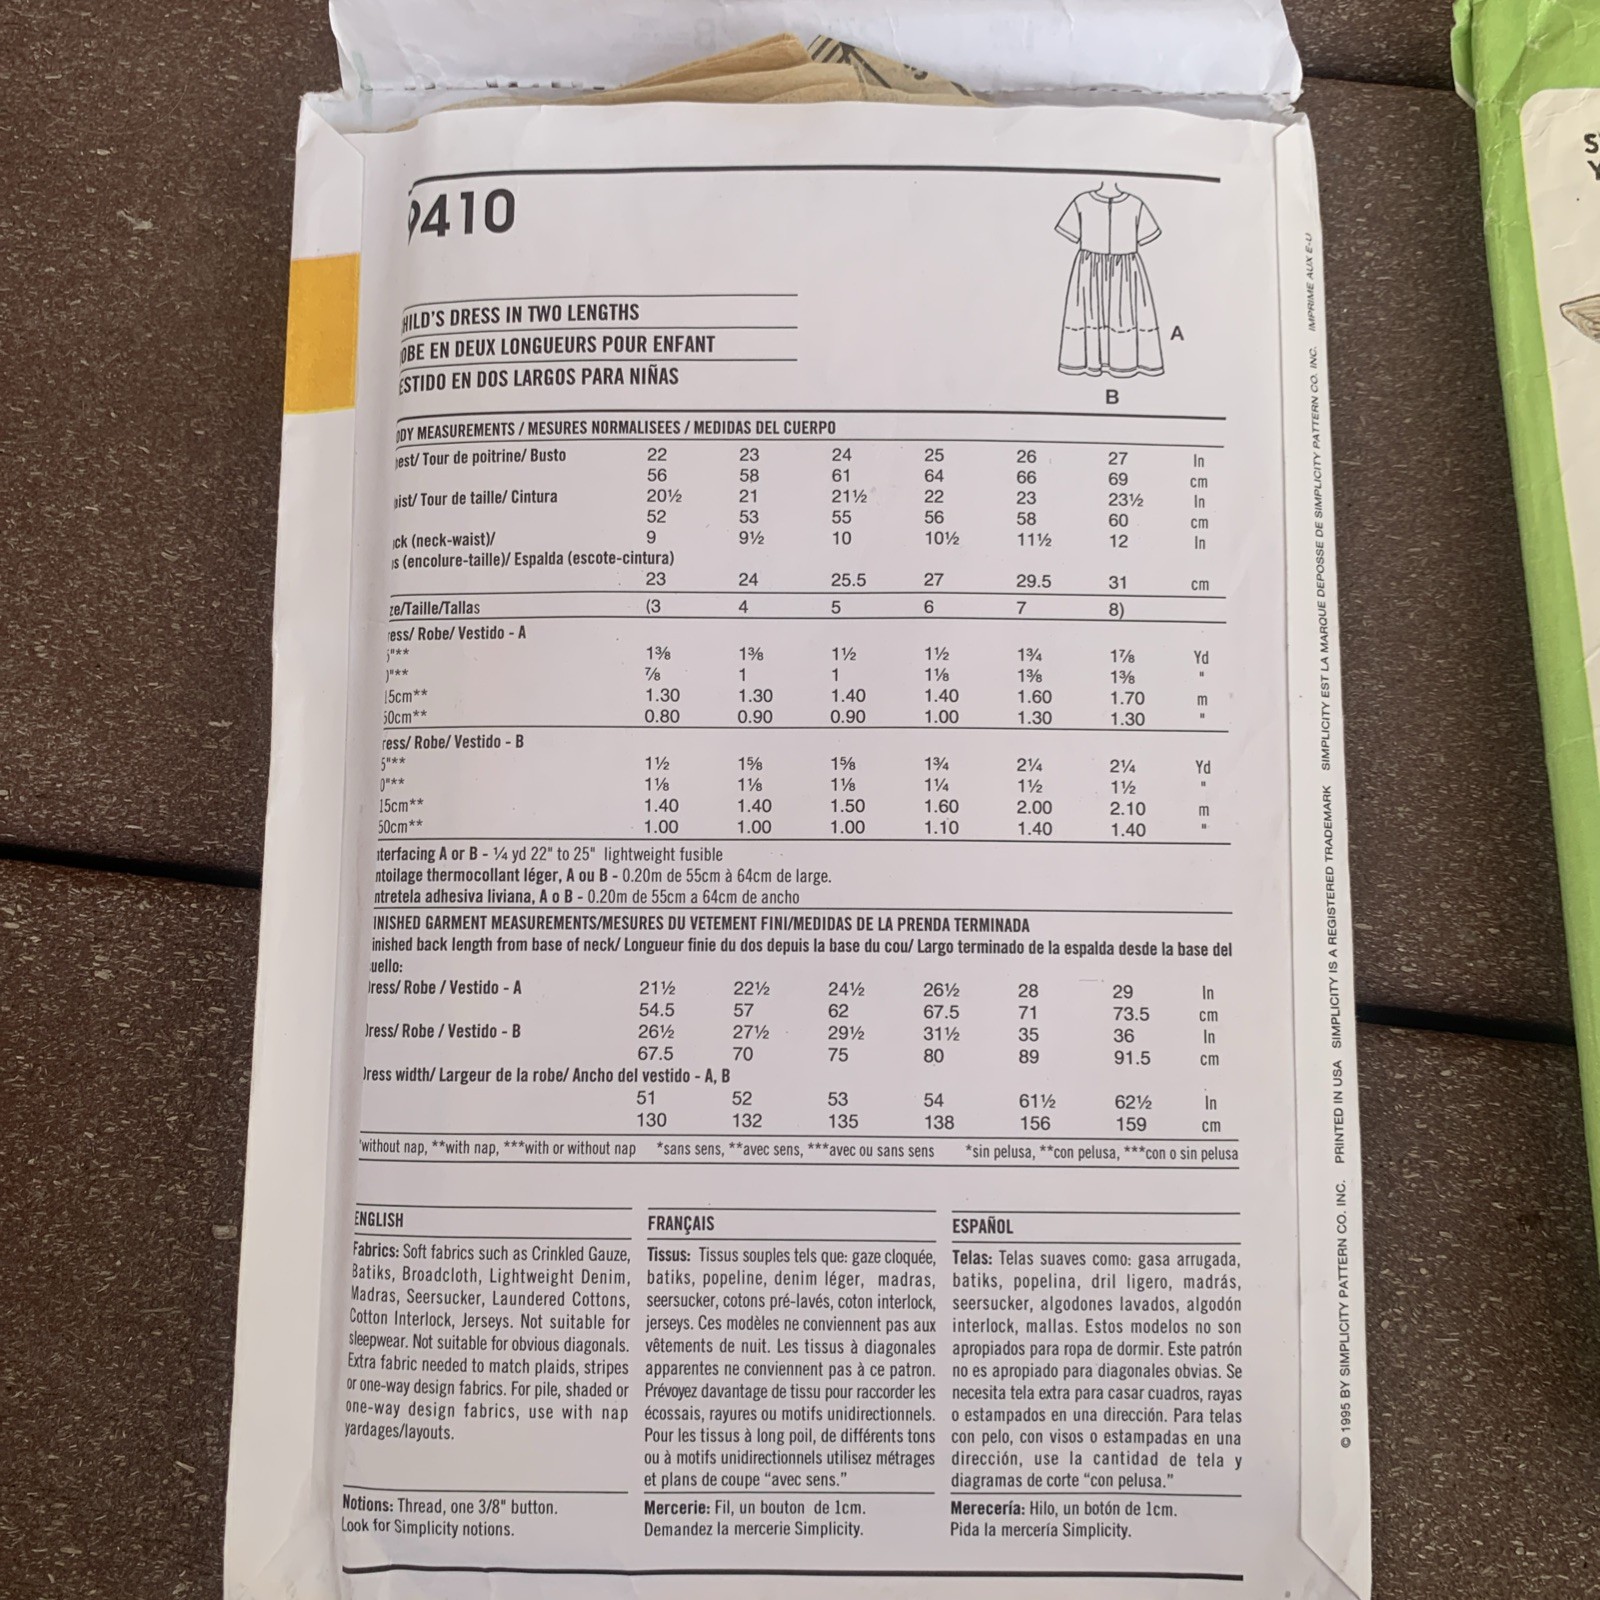 9410
A
B
HILD'S DRESS IN TWO LENGTHS
OBE EN DEUX LONGUEURS POUR ENFANT
ESTIDO EN DOS LARGOS PARA NIÑAS
ODY MEASUREMENTS / MESURES NORMALISEES / MEDIDAS DEL CUERPO
est/ Tour de poitrine/ Busto 22 23 24 25 26 27 In
56 58 61 64 66 69 cm
ist/ Tour de taille/ Cintura 20½ 21 21½ 22 23 23½ In
52 53 55 56 58 60 cm
ck (neck-waist)/ 9 9½ 10 10½ 11½ 12 In
s (encolure-taille)/ Espalda (escote-cintura)
23 24 25.5 27 29.5 31 cm
ze/Taille/Tallas (3 4 5 6 7 8)
ess/ Robe/ Vestido - A
5"** 1⅜ 1⅜ 1½ 1½ 1¾ 1⅞ Yd
0"** ⅞ 1 1 1⅛ 1⅜ 1⅜ "
15cm** 1.30 1.30 1.40 1.40 1.60 1.70 m
50cm** 0.80 0.90 0.90 1.00 1.30 1.30 "
ress/ Robe/ Vestido - B
5"** 1½ 1⅝ 1⅝ 1¾ 2¼ 2¼ Yd
0"** 1⅛ 1⅛ 1⅛ 1¼ 1½ 1½ "
15cm** 1.40 1.40 1.50 1.60 2.00 2.10 m
50cm** 1.00 1.00 1.00 1.10 1.40 1.40 "
nterfacing A or B - ¼ yd 22" to 25" lightweight fusible
ntoilage thermocollant léger, A ou B - 0.20m de 55cm à 64cm de large.
ntretela adhesiva liviana, A o B - 0.20m de 55cm a 64cm de ancho
INISHED GARMENT MEASUREMENTS/MESURES DU VETEMENT FINI/MEDIDAS DE LA PRENDA TERMINADA
inished back length from base of neck/ Longueur finie du dos depuis la base du cou/ Largo terminado de la espalda desde la base del
uello:
Dress/ Robe / Vestido - A 21½ 22½ 24½ 26½ 28 29 In
54.5 57 62 67.5 71 73.5 cm
Dress/ Robe / Vestido - B 26½ 27½ 29½ 31½ 35 36 In
67.5 70 75 80 89 91.5 cm
Dress width/ Largeur de la robe/ Ancho del vestido - A, B
51 52 53 54 61½ 62½ In
130 132 135 138 156 159 cm
*without nap, **with nap, ***with or without nap *sans sens, **avec sens, ***avec ou sans sens *sin pelusa, **con pelusa, ***con o sin pelusa
ENGLISH
Fabrics: Soft fabrics such as Crinkled Gauze,
Batiks, Broadcloth, Lightweight Denim,
Madras, Seersucker, Laundered Cottons,
Cotton Interlock, Jerseys. Not suitable for
sleepwear. Not suitable for obvious diagonals.
Extra fabric needed to match plaids, stripes
or one-way design fabrics. For pile, shaded or
one-way design fabrics, use with nap
yardages/layouts.
Notions: Thread, one 3/8" button.
Look for Simplicity notions.
FRANÇAIS
Tissus: Tissus souples tels que: gaze cloquée,
batiks, popeline, denim léger, madras,
seersucker, cotons pré-lavés, coton interlock,
jerseys. Ces modèles ne conviennent pas aux
vêtements de nuit. Les tissus à diagonales
apparentes ne conviennent pas à ce patron.
Prévoyez davantage de tissu pour raccorder les
écossais, rayures ou motifs unidirectionnels.
Pour les tissus à long poil, de différents tons
ou à motifs unidirectionnels utilisez métrages
et plans de coupe "avec sens."
Mercerie: Fil, un bouton de 1cm.
Demandez la mercerie Simplicity.
ESPAÑOL
Telas: Telas suaves como: gasa arrugada,
batiks, popelina, dril ligero, madrás,
seersucker, algodones lavados, algodón
interlock, mallas. Estos modelos no son
apropiados para ropa de dormir. Este patrón
no es apropiado para diagonales obvias. Se
necesita tela extra para casar cuadros, rayas
o estampados en una dirección. Para telas
con pelo, con visos o estampadas en una
dirección, use la cantidad de tela y
diagramas de corte "con pelusa."
Merecería: Hilo, un botón de 1cm.
Pida la mercería Simplicity.
© 1995 BY SIMPLICITY PATTERN CO. INC. PRINTED IN USA SIMPLICITY IS A REGISTERED TRADEMARK SIMPLICITY EST LA MARQUE DEPOSSE DE SIMPLICITY PATTERN CO. INC. IMPRIME AUX E-U
S
Y